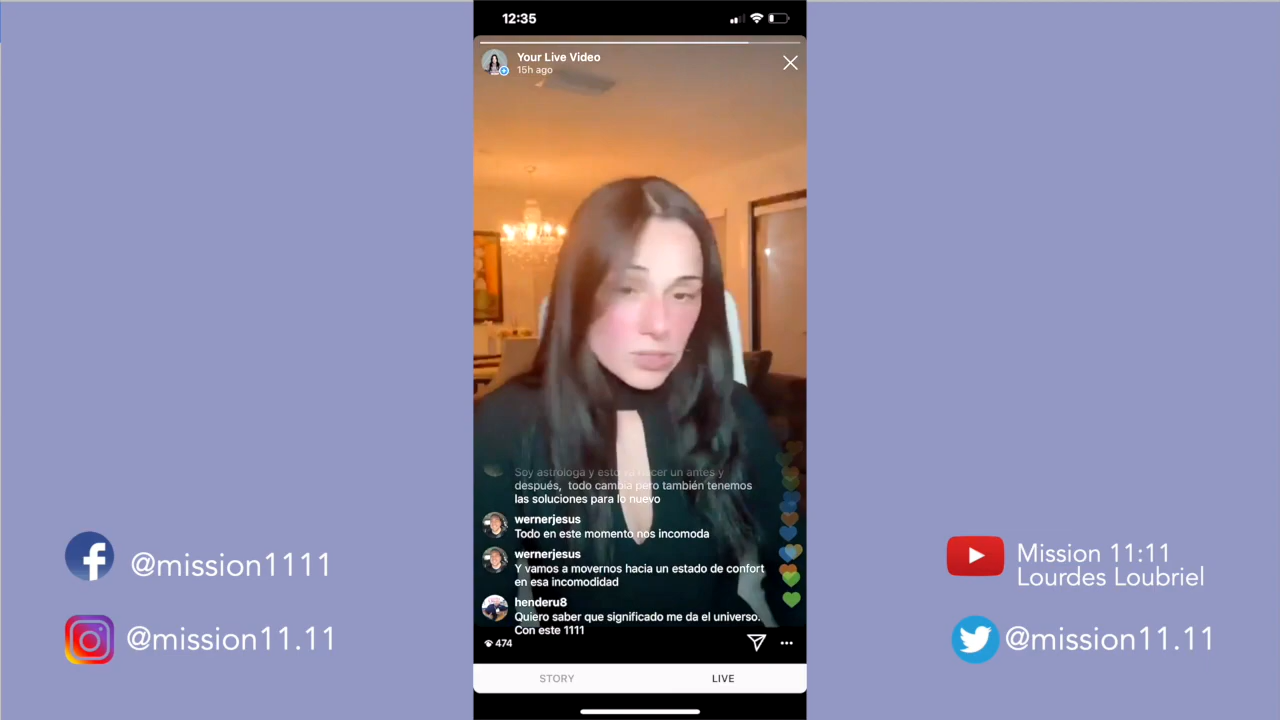 12:35
Your Live Video
15h ago
Soy astróloga y esto va hacer un antes y
después, todo cambia pero también tenemos
las soluciones para lo nuevo
wernerjesus
Todo en este momento nos incomoda
wernerjesus
Y vamos a movernos hacia un estado de confort
en esa incomodidad
henderu8
Quiero saber que significado me da el universo.
Con este 1111
474
STORY
LIVE
@mission1111
@mission11.11
Mission 11:11
Lourdes Loubriel
@mission11.11